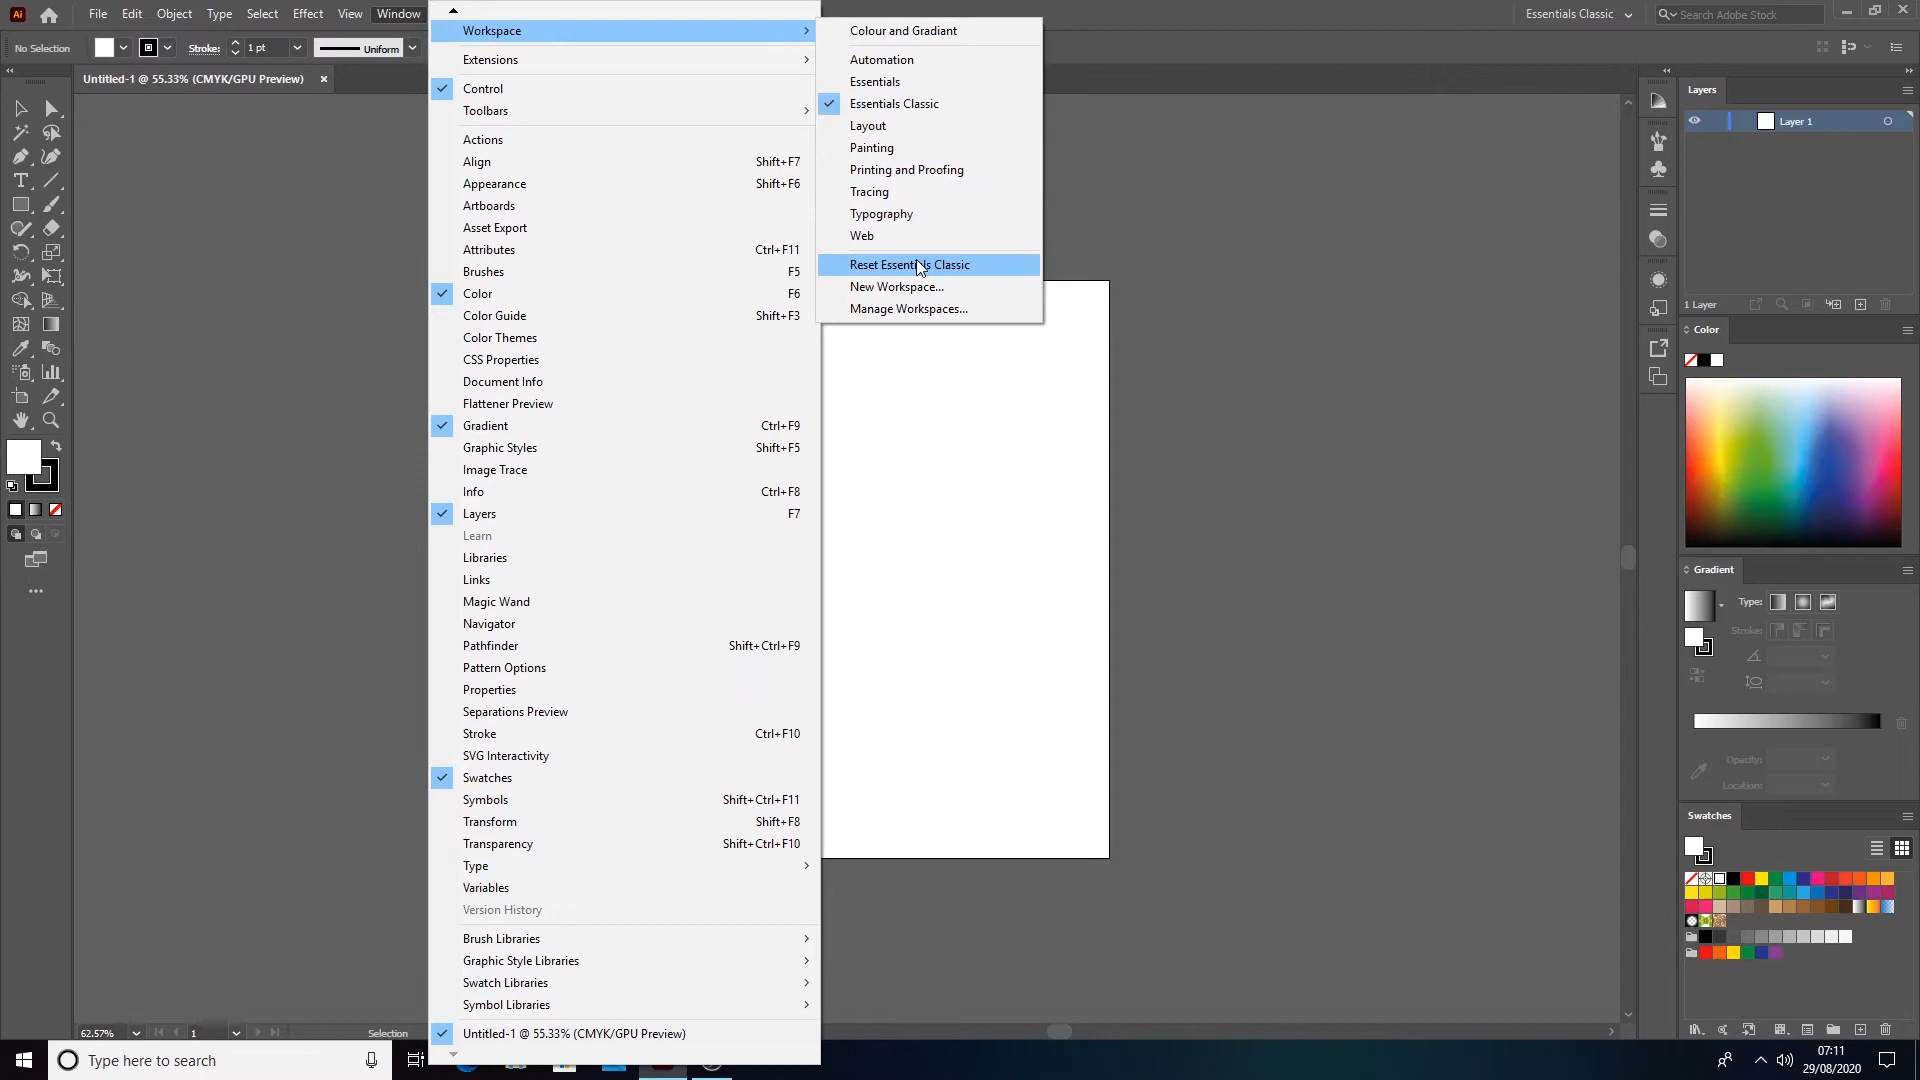 Ai
File
Edit
Object
Type
Select
Effect
View
Window
Essentials Classic
Search Adobe Stock
No Selection
Stroke:
1 pt
Uniform
Untitled-1 @ 55.33% (CMYK/GPU Preview)
Workspace
Extensions
Control
Toolbars
Actions
Align Shift+F7
Appearance Shift+F6
Artboards
Asset Export
Attributes Ctrl+F11
Brushes F5
Color F6
Color Guide Shift+F3
Color Themes
CSS Properties
Document Info
Flattener Preview
Gradient Ctrl+F9
Graphic Styles Shift+F5
Image Trace
Info Ctrl+F8
Layers F7
Learn
Libraries
Links
Magic Wand
Navigator
Pathfinder Shift+Ctrl+F9
Pattern Options
Properties
Separations Preview
Stroke Ctrl+F10
SVG Interactivity
Swatches
Symbols Shift+Ctrl+F11
Transform Shift+F8
Transparency Shift+Ctrl+F10
Type
Variables
Version History
Brush Libraries
Graphic Style Libraries
Swatch Libraries
Symbol Libraries
Untitled-1 @ 55.33% (CMYK/GPU Preview)
Colour and Gradient
Automation
Essentials
Essentials Classic
Layout
Painting
Printing and Proofing
Tracing
Typography
Web
Reset Essentials Classic
New Workspace...
Manage Workspaces...
Layers
Layer 1
1 Layer
Color
Gradient
Type:
Stroke:
Opacity:
Location:
Swatches
62.57%
1
Selection
Type here to search
07:11
29/08/2020